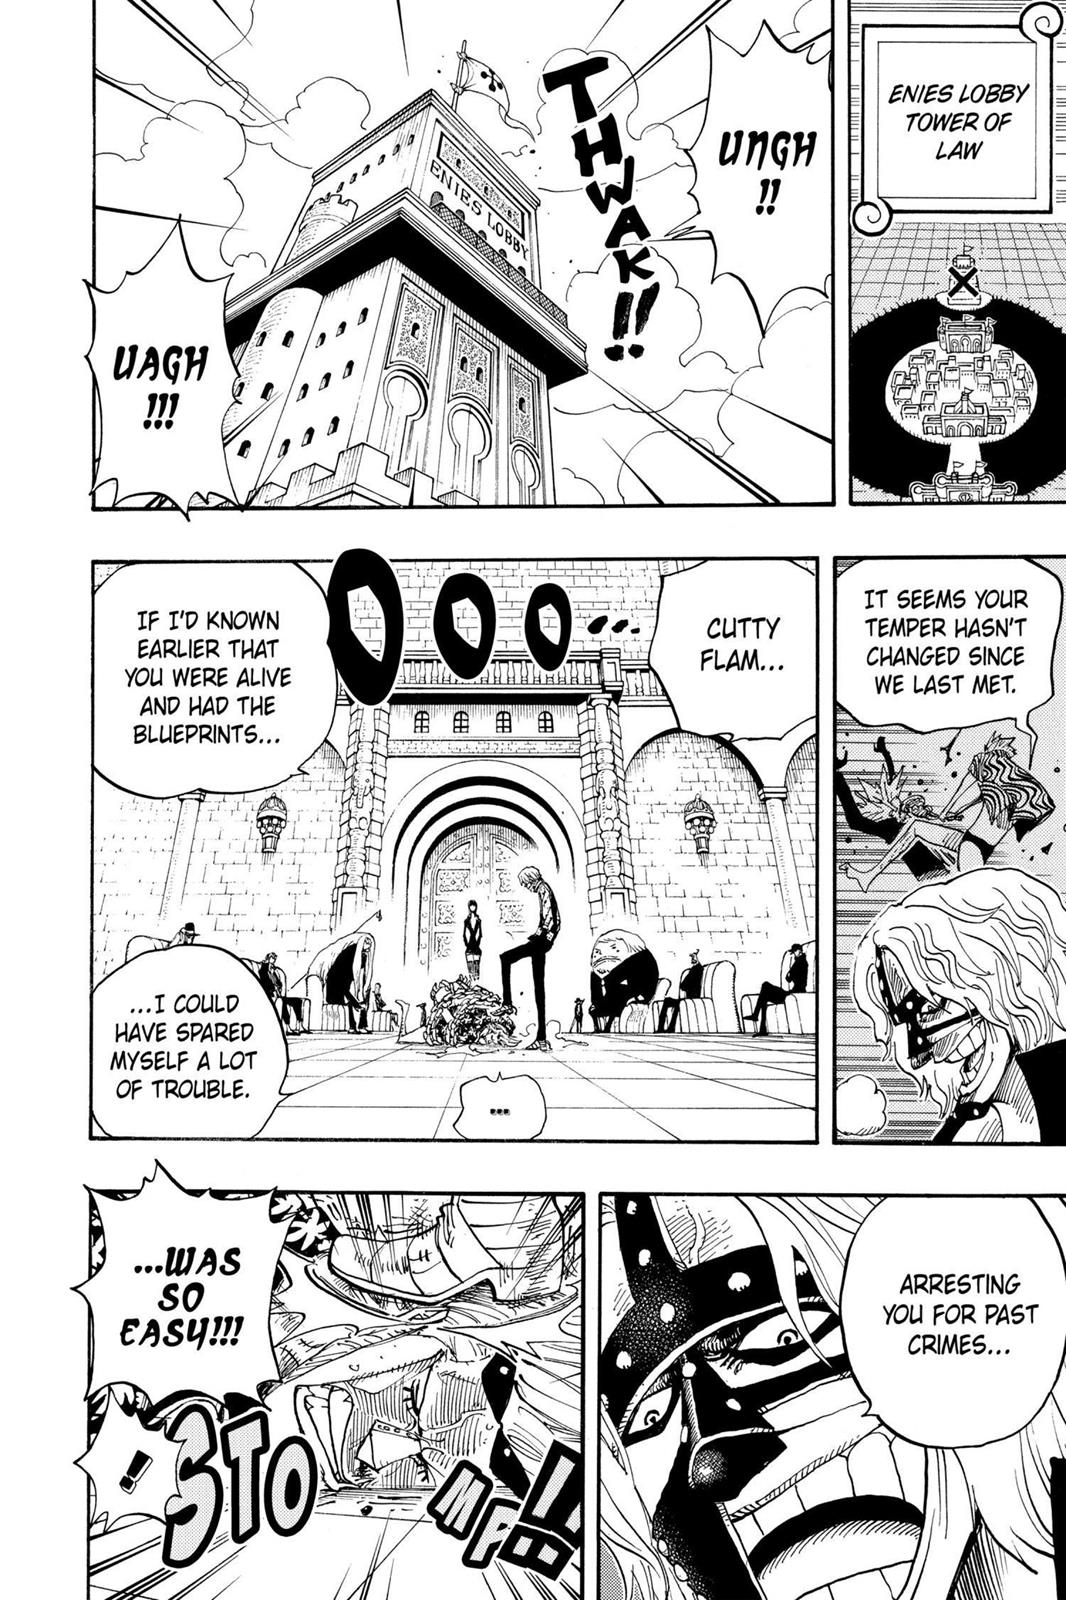 ENIES LOBBY
TOWER OF
LAW
UNGH
!!
THWAK!!
ENIES LOBBY
UAGH
!!!
IT SEEMS YOUR
TEMPER HASN'T
CHANGED SINCE
WE LAST MET.
CUTTY
FLAM...
OOO...
IF I'D KNOWN
EARLIER THAT
YOU WERE ALIVE
AND HAD THE
BLUEPRINTS...
...I COULD
HAVE SPARED
MYSELF A LOT
OF TROUBLE.
...
ARRESTING
YOU FOR PAST
CRIMES...
...WAS
SO
EASY!!!
!
STOMP!!